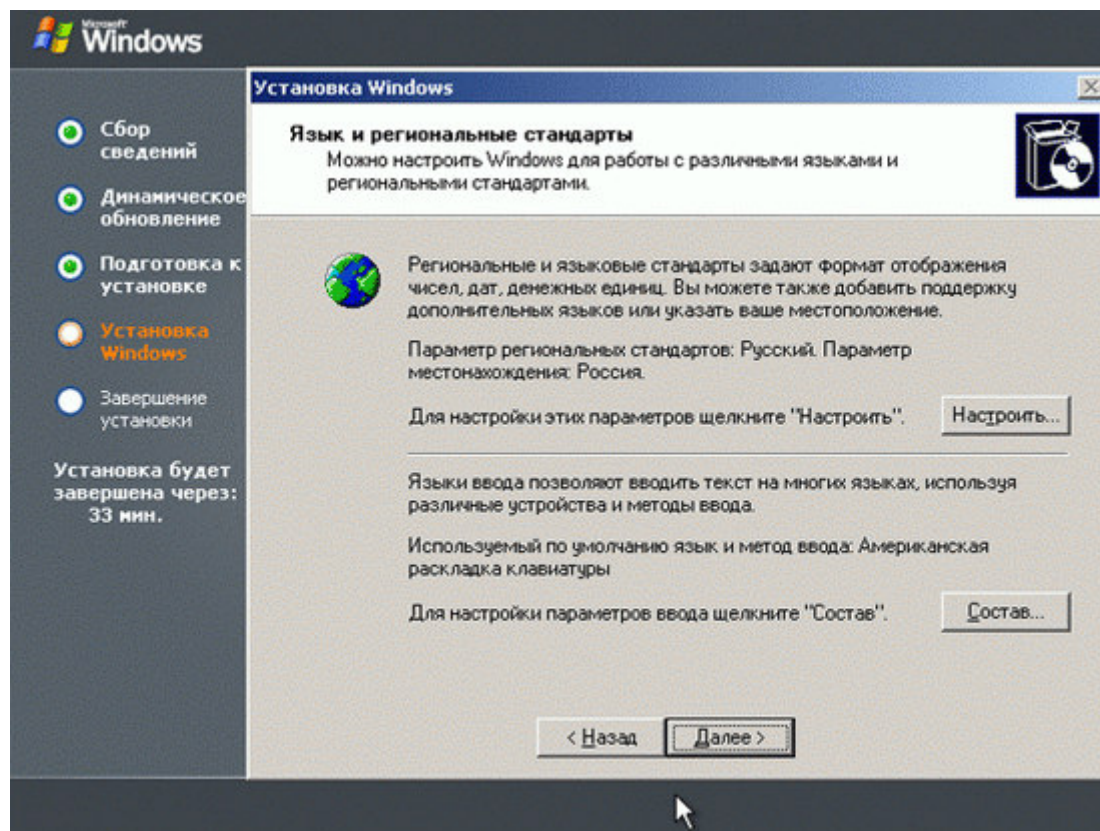 Microsoft
Windows
Установка Windows
Сбор
сведений
Динамическое
обновление
Подготовка к
установке
Установка
Windows
Завершение
установки
Установка будет
завершена через:
33 мин.
Язык и региональные стандарты
Можно настроить Windows для работы с различными языками и
региональными стандартами.
Региональные и языковые стандарты задают формат отображения
чисел, дат, денежных единиц. Вы можете также добавить поддержку
дополнительных языков или указать ваше местоположение.
Параметр региональных стандартов: Русский. Параметр
местонахождения: Россия.
Для настройки этих параметров щелкните "Настроить".
Настроить...
Языки ввода позволяют вводить текст на многих языках, используя
различные устройства и методы ввода.
Используемый по умолчанию язык и метод ввода: Американская
раскладка клавиатуры
Для настройки параметров ввода щелкните "Состав".
Состав...
< Назад
Далее >